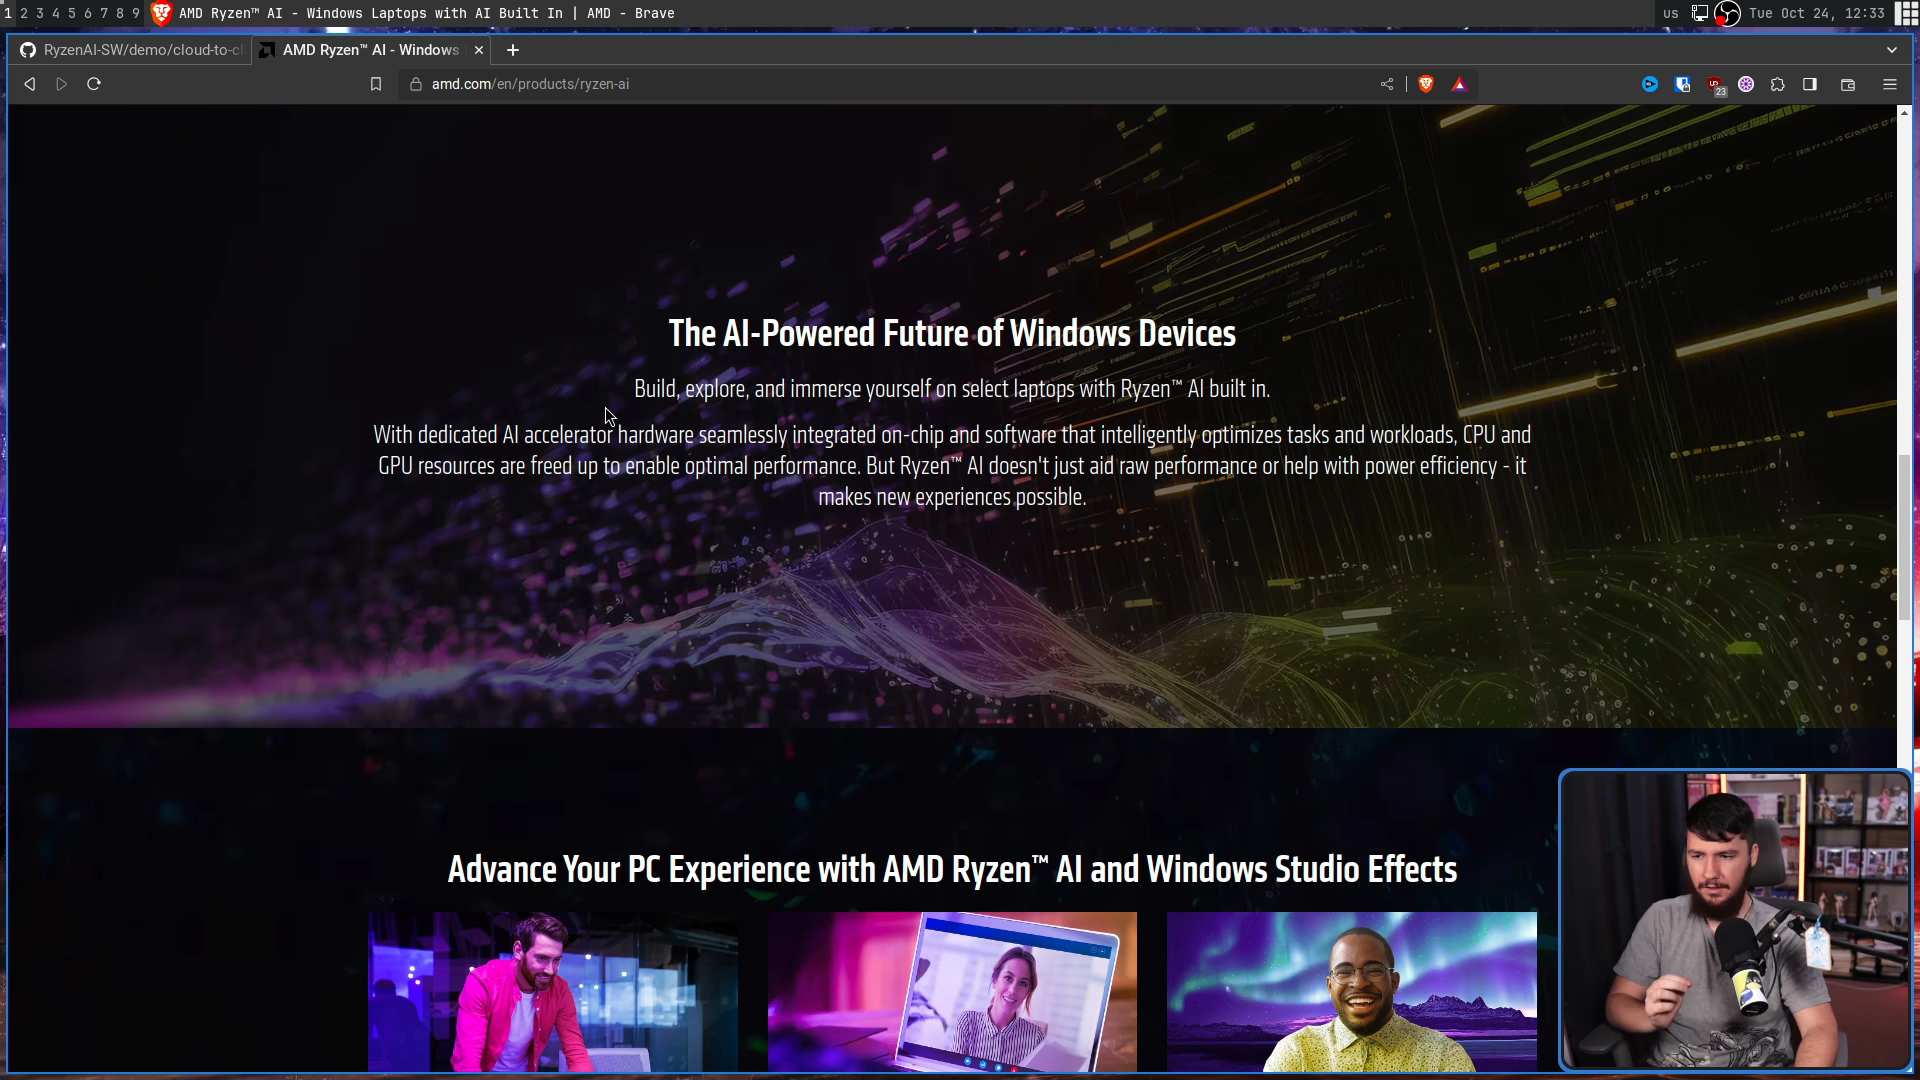 1 2 3 4 5 6 7 8 9 AMD Ryzen™ AI - Windows Laptops with AI Built In | AMD - Brave us Tue Oct 24, 12:33
RyzenAI-SW/demo/cloud-to-cl AMD Ryzen™ AI - Windows
amd.com/en/products/ryzen-ai 23
The AI-Powered Future of Windows Devices
Build, explore, and immerse yourself on select laptops with Ryzen™ AI built in.
With dedicated AI accelerator hardware seamlessly integrated on-chip and software that intelligently optimizes tasks and workloads, CPU and
GPU resources are freed up to enable optimal performance. But Ryzen™ AI doesn't just aid raw performance or help with power efficiency - it
makes new experiences possible.
Advance Your PC Experience with AMD Ryzen™ AI and Windows Studio Effects